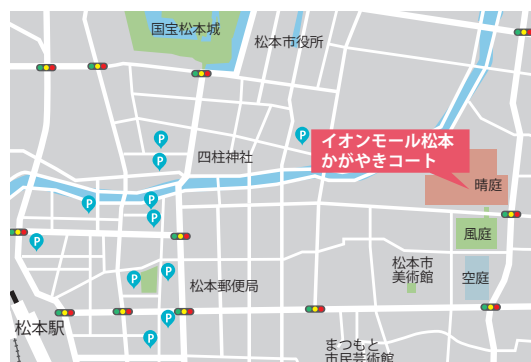 国宝松本城
松本市役所
P
P
P
イオンモール松本
かがやきコート
四柱神社
晴庭
P
P
P
P
風庭
松本市
美術館
空庭
P
P
松本郵便局
P
松本駅
P
まつもと
市民芸術館